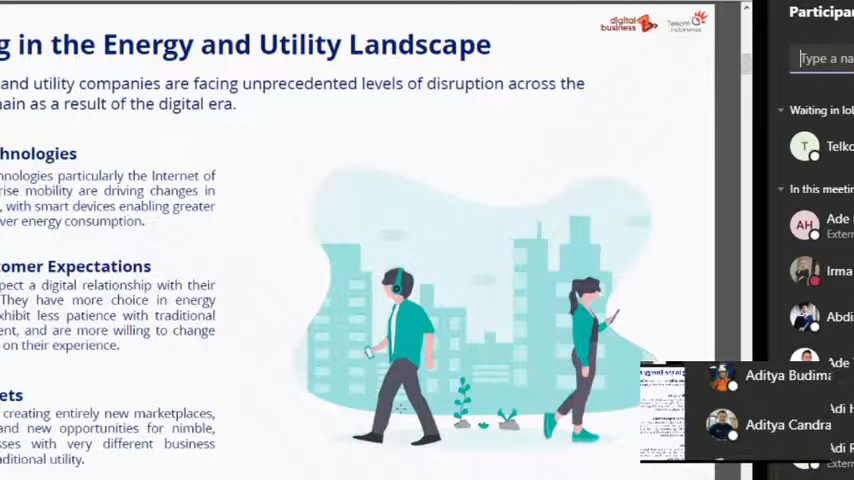 g in the Energy and Utility Landscape
digital business
Telkom Indonesia
and utility companies are facing unprecedented levels of disruption across the
hain as a result of the digital era.
hnologies
hnologies particularly the Internet of
rise mobility are driving changes in
, with smart devices enabling greater
ver energy consumption.
tomer Expectations
pect a digital relationship with their
They have more choice in energy
xhibit less patience with traditional
ent, and are more willing to change
on their experience.
ets
creating entirely new marketplaces,
and new opportunities for nimble,
sses with very different business
aditional utility.
Participan
Type a na
Waiting in lob
T
Telko
In this meetin
AH
Ade
Extern
Irma
Abdi
Ade
Aditya Budima
Adi H
Aditya Candra
Adi R
Extern